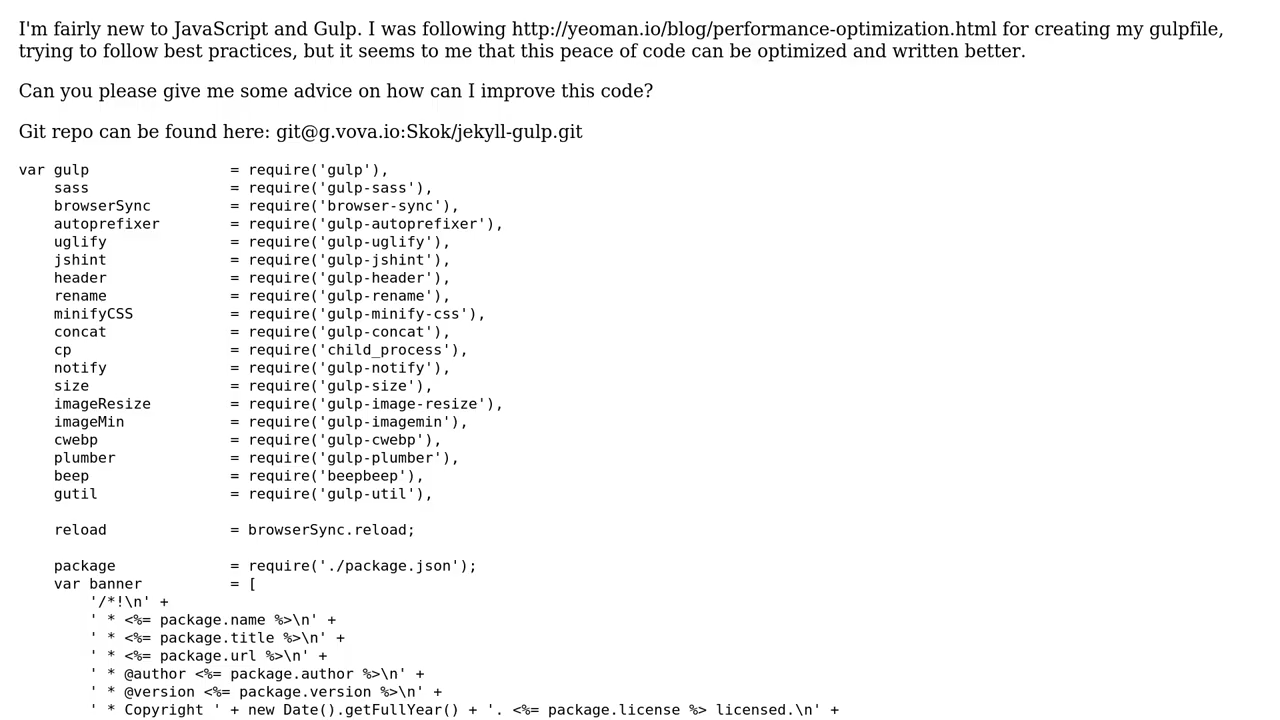 I'm fairly new to JavaScript and Gulp. I was following http://yeoman.io/blog/performance-optimization.html for creating my gulpfile,
trying to follow best practices, but it seems to me that this peace of code can be optimized and written better.
Can you please give me some advice on how can I improve this code?
Git repo can be found here: git@g.vova.io:Skok/jekyll-gulp.git
var gulp                = require('gulp'),
    sass                = require('gulp-sass'),
    browserSync         = require('browser-sync'),
    autoprefixer        = require('gulp-autoprefixer'),
    uglify              = require('gulp-uglify'),
    jshint              = require('gulp-jshint'),
    header              = require('gulp-header'),
    rename              = require('gulp-rename'),
    minifyCSS           = require('gulp-minify-css'),
    concat              = require('gulp-concat'),
    cp                  = require('child_process'),
    notify              = require('gulp-notify'),
    size                = require('gulp-size'),
    imageResize         = require('gulp-image-resize'),
    imageMin            = require('gulp-imagemin'),
    cwebp               = require('gulp-cwebp'),
    plumber             = require('gulp-plumber'),
    beep                = require('beepbeep'),
    gutil               = require('gulp-util'),
    reload              = browserSync.reload;
    package             = require('./package.json');
    var banner          = [
        '/*!\n' +
        ' * <%= package.name %>\n' +
        ' * <%= package.title %>\n' +
        ' * <%= package.url %>\n' +
        ' * @author <%= package.author %>\n' +
        ' * @version <%= package.version %>\n' +
        ' * Copyright ' + new Date().getFullYear() + '. <%= package.license %> licensed.\n' +